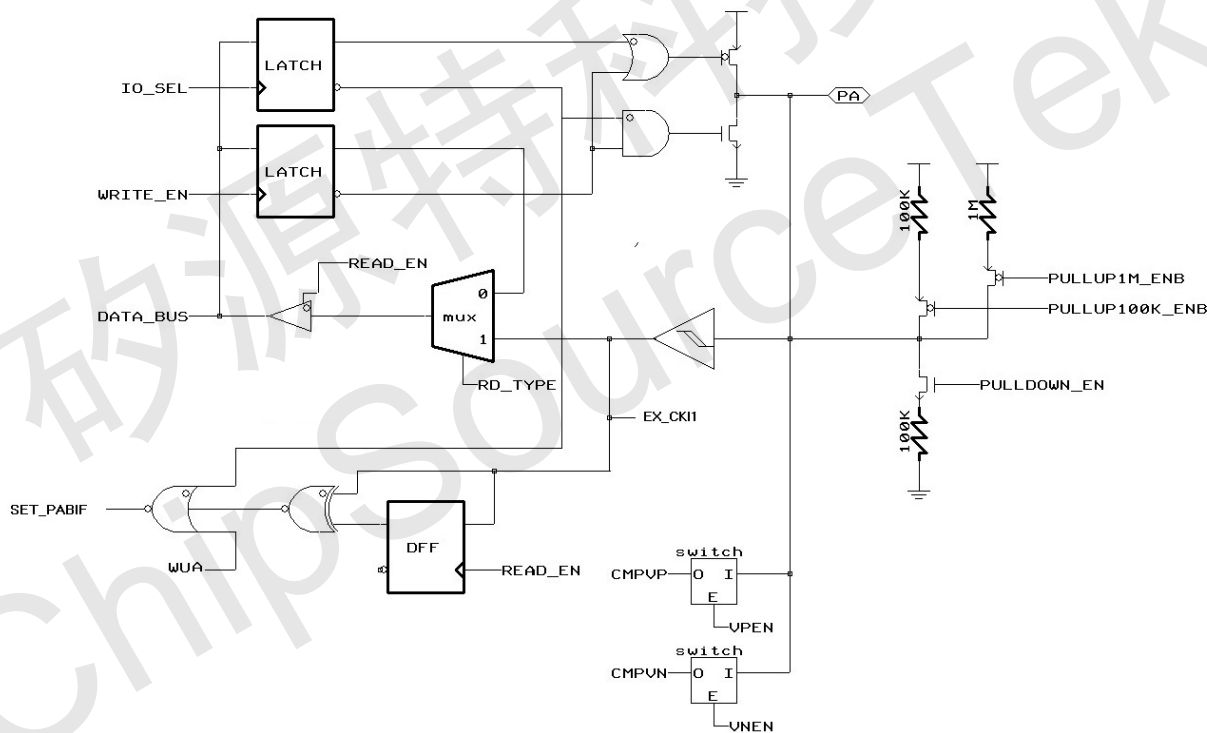 矽源特科技
ChipSourceTek
LATCH
IO_SEL
PA
LATCH
WRITE_EN
100K
1M
READ_EN
PULLUP1M_ENB
0
DATA_BUS
mux
PULLUP100K_ENB
1
RD_TYPE
PULLDOWN_EN
EX_CKI1
100K
SET_PABIF
DFF
WUA
Q
READ_EN
switch
CMPVP
O I
E
VPEN
switch
CMPVN
O I
E
VNEN